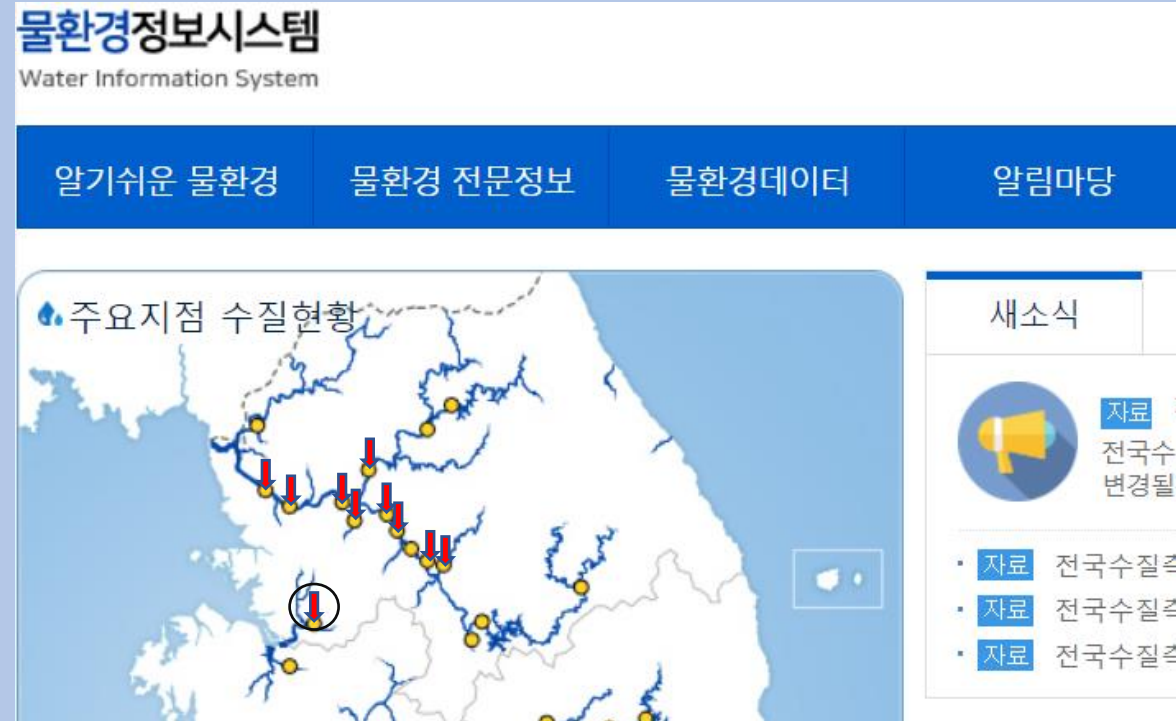 물환경정보시스템
Water Information System
알기쉬운 물환경
물환경 전문정보
물환경데이터
알림마당
주요지점 수질현황
새소식
자료
전국수
변경될
자료 전국수질측
자료 전국수질측
자료 전국수질측